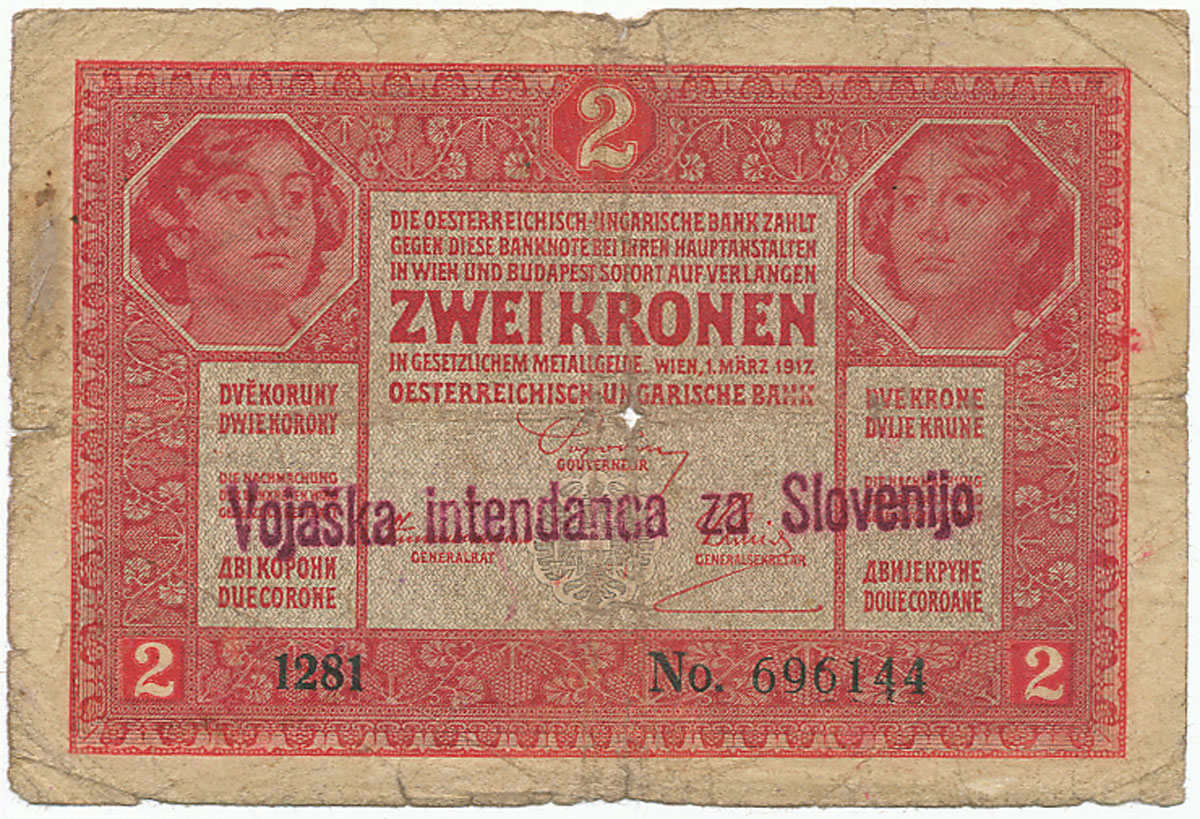 2
DIE OESTERREICHISCH-UNGARISCHE BANK ZAHLT
GEGEN DIESE BANKNOTE BEI IHREN HAUPTANSTALTEN
IN WIEN UND BUDAPEST SOFORT AUF VERLANGEN
ZWEI KRONEN
IN GESETZLICHEM METALLGELDE. WIEN, 1. MÄRZ 1917.
OESTERREICHISCH-UNGARISCHE BANK
DVĚ KORUNY
DWIE KORONY
DIE NACHMACHUNG
ДВІ КОРОНИ
DUE CORONE
GOUVERNEUR
GENERALRAT
GENERALSEKRETÄR
DVE KRONE
DVIJE KRUNE
ДВИЈЕ КРУНЕ
DOUE COROANE
Vojaška intendanca za Slovenijo
2
1281
No. 696144
2